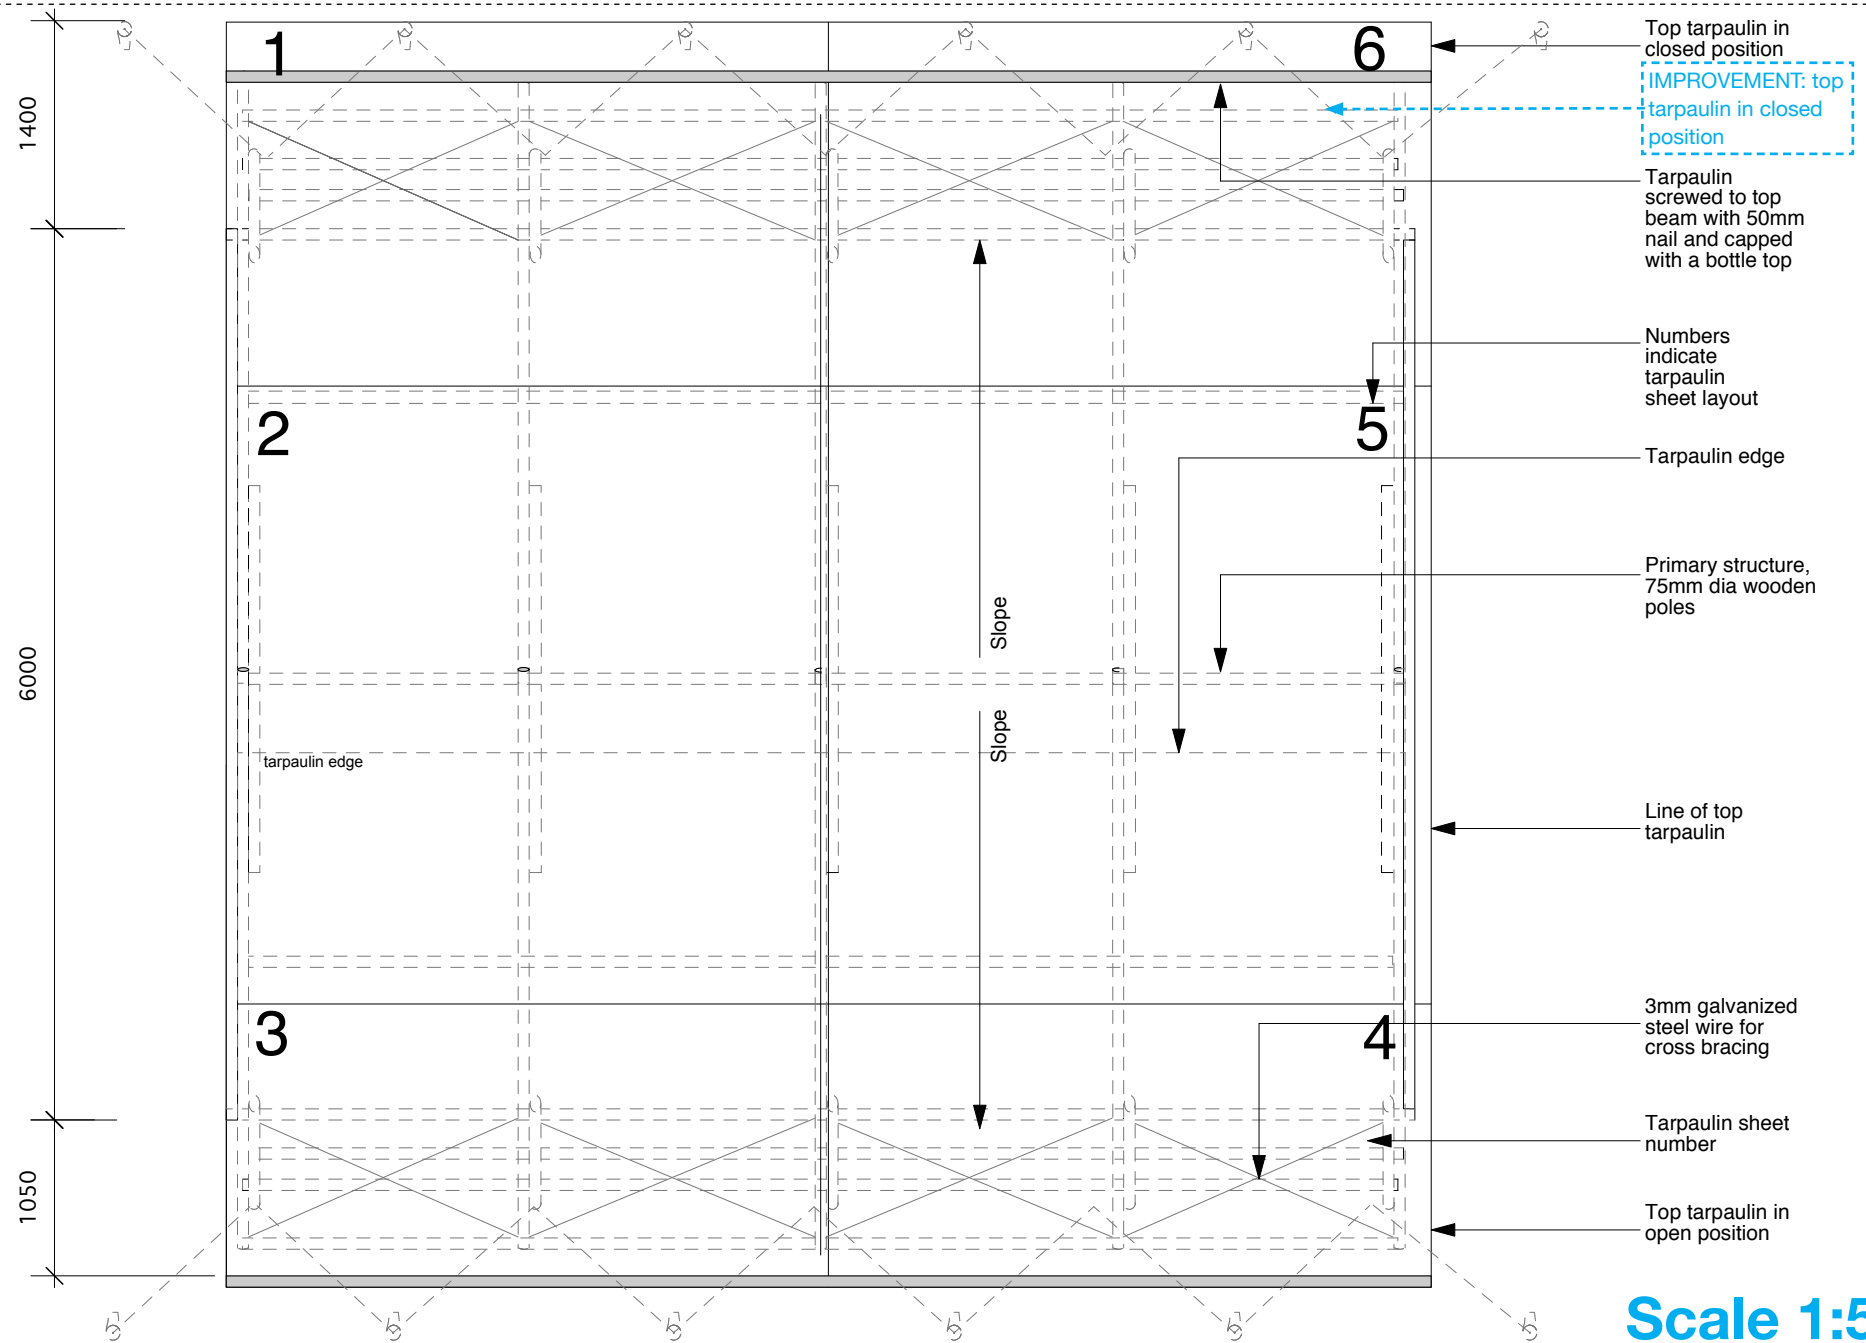 1
6
Top tarpaulin in
closed position
IMPROVEMENT: top
tarpaulin in closed
position
1400
Tarpaulin
screwed to top
beam with 50mm
nail and capped
with a bottle top
Numbers
indicate
tarpaulin
sheet layout
2
5
Tarpaulin edge
Primary structure,
75mm dia wooden
poles
Slope
6000
Slope
tarpaulin edge
Line of top
tarpaulin
3
4
3mm galvanized
steel wire for
cross bracing
Tarpaulin sheet
number
1050
Top tarpaulin in
open position
Scale 1:5